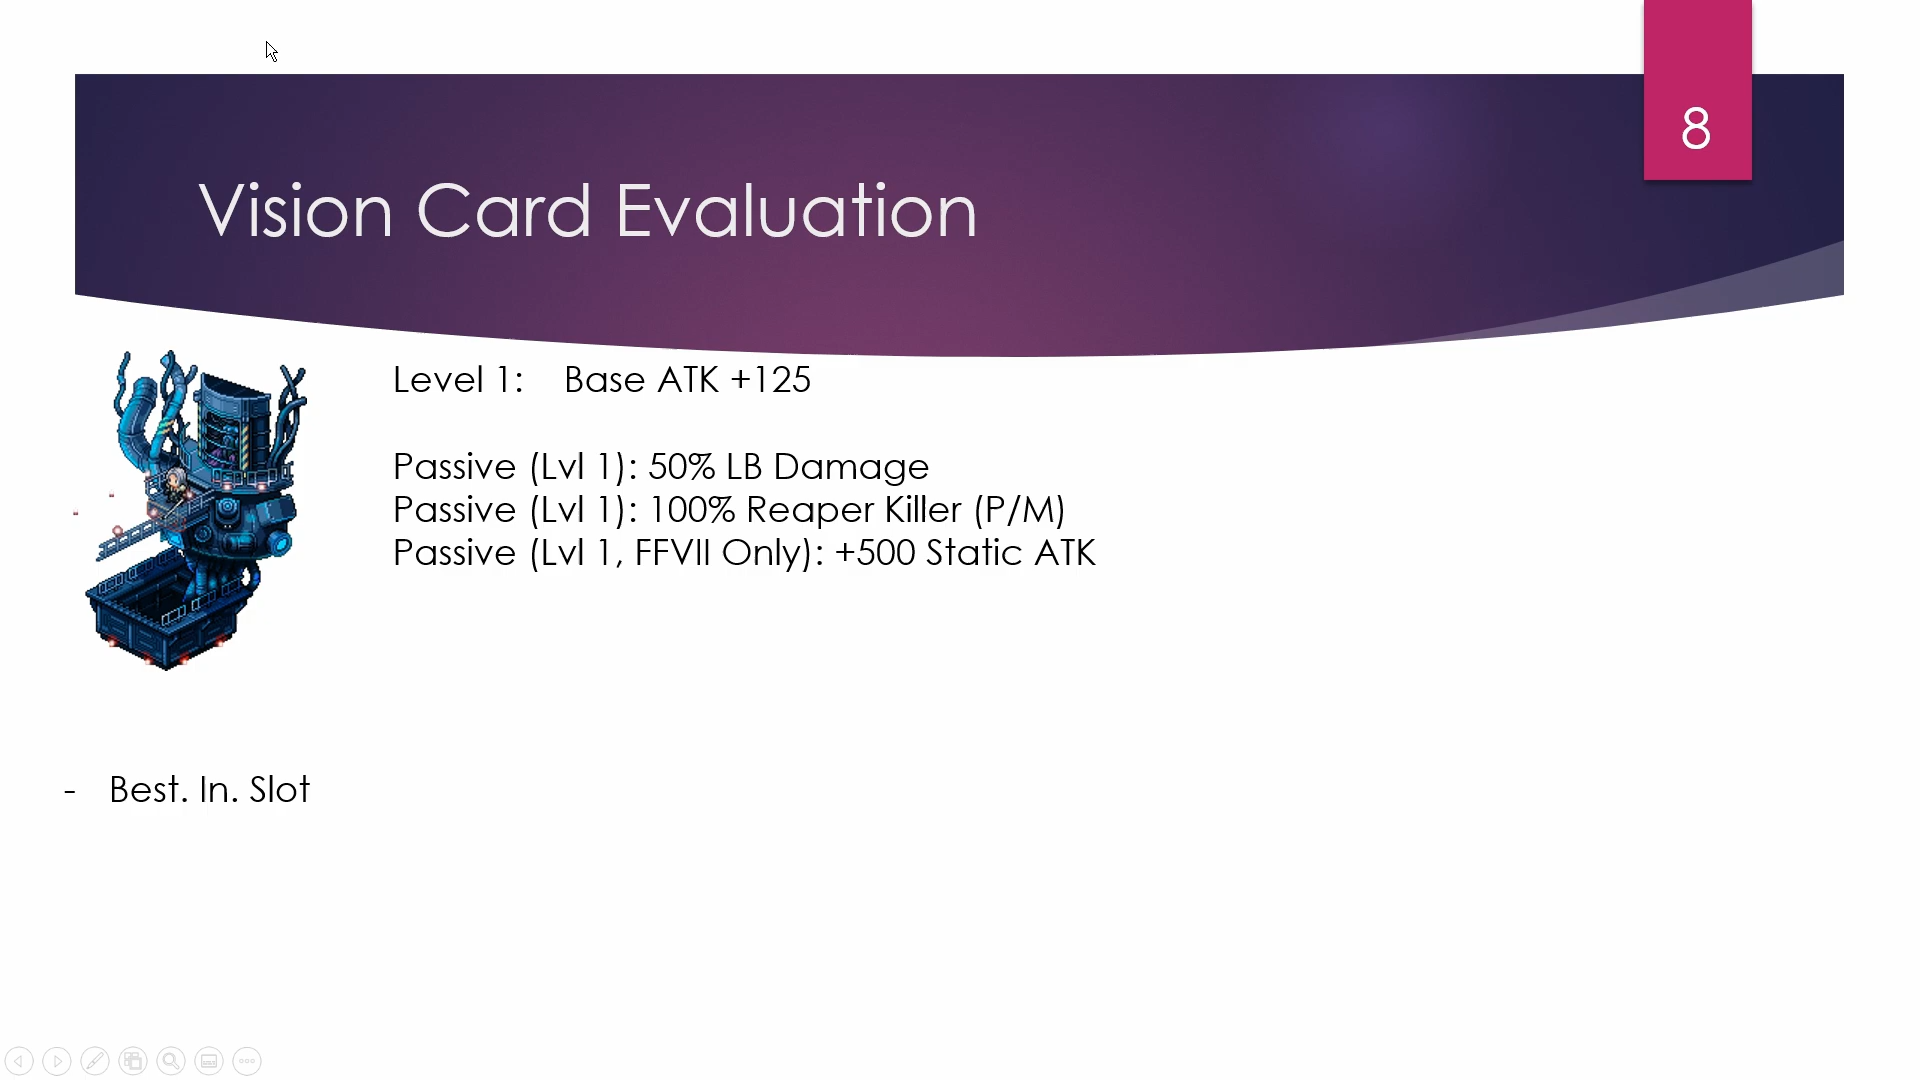 8
Vision Card Evaluation
Level 1: Base ATK +125
Passive (Lvl 1): 50% LB Damage
Passive (Lvl 1): 100% Reaper Killer (P/M)
Passive (Lvl 1, FFVII Only): +500 Static ATK
- Best. In. Slot